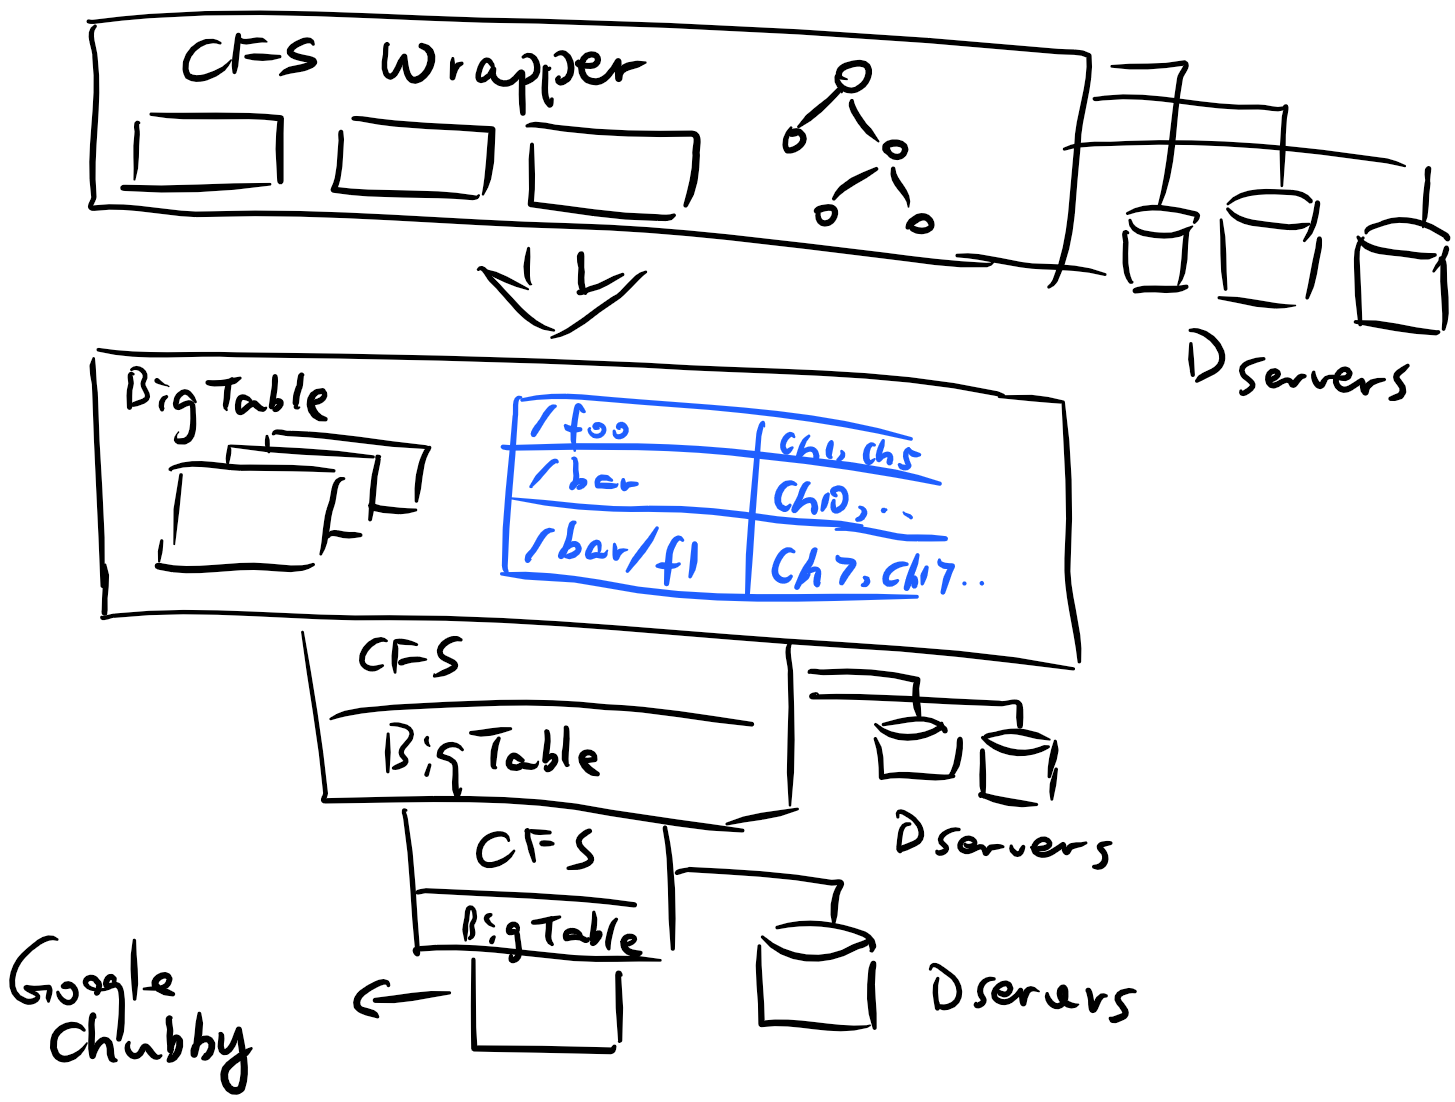 CFS Wrapper
D servers
BigTable
/foo ch1, ch5
/bar Ch10, ..
/bar/f1 Ch7, ch17..
CFS
BigTable
D servers
CFS
BigTable
D servers
Google
Chubby